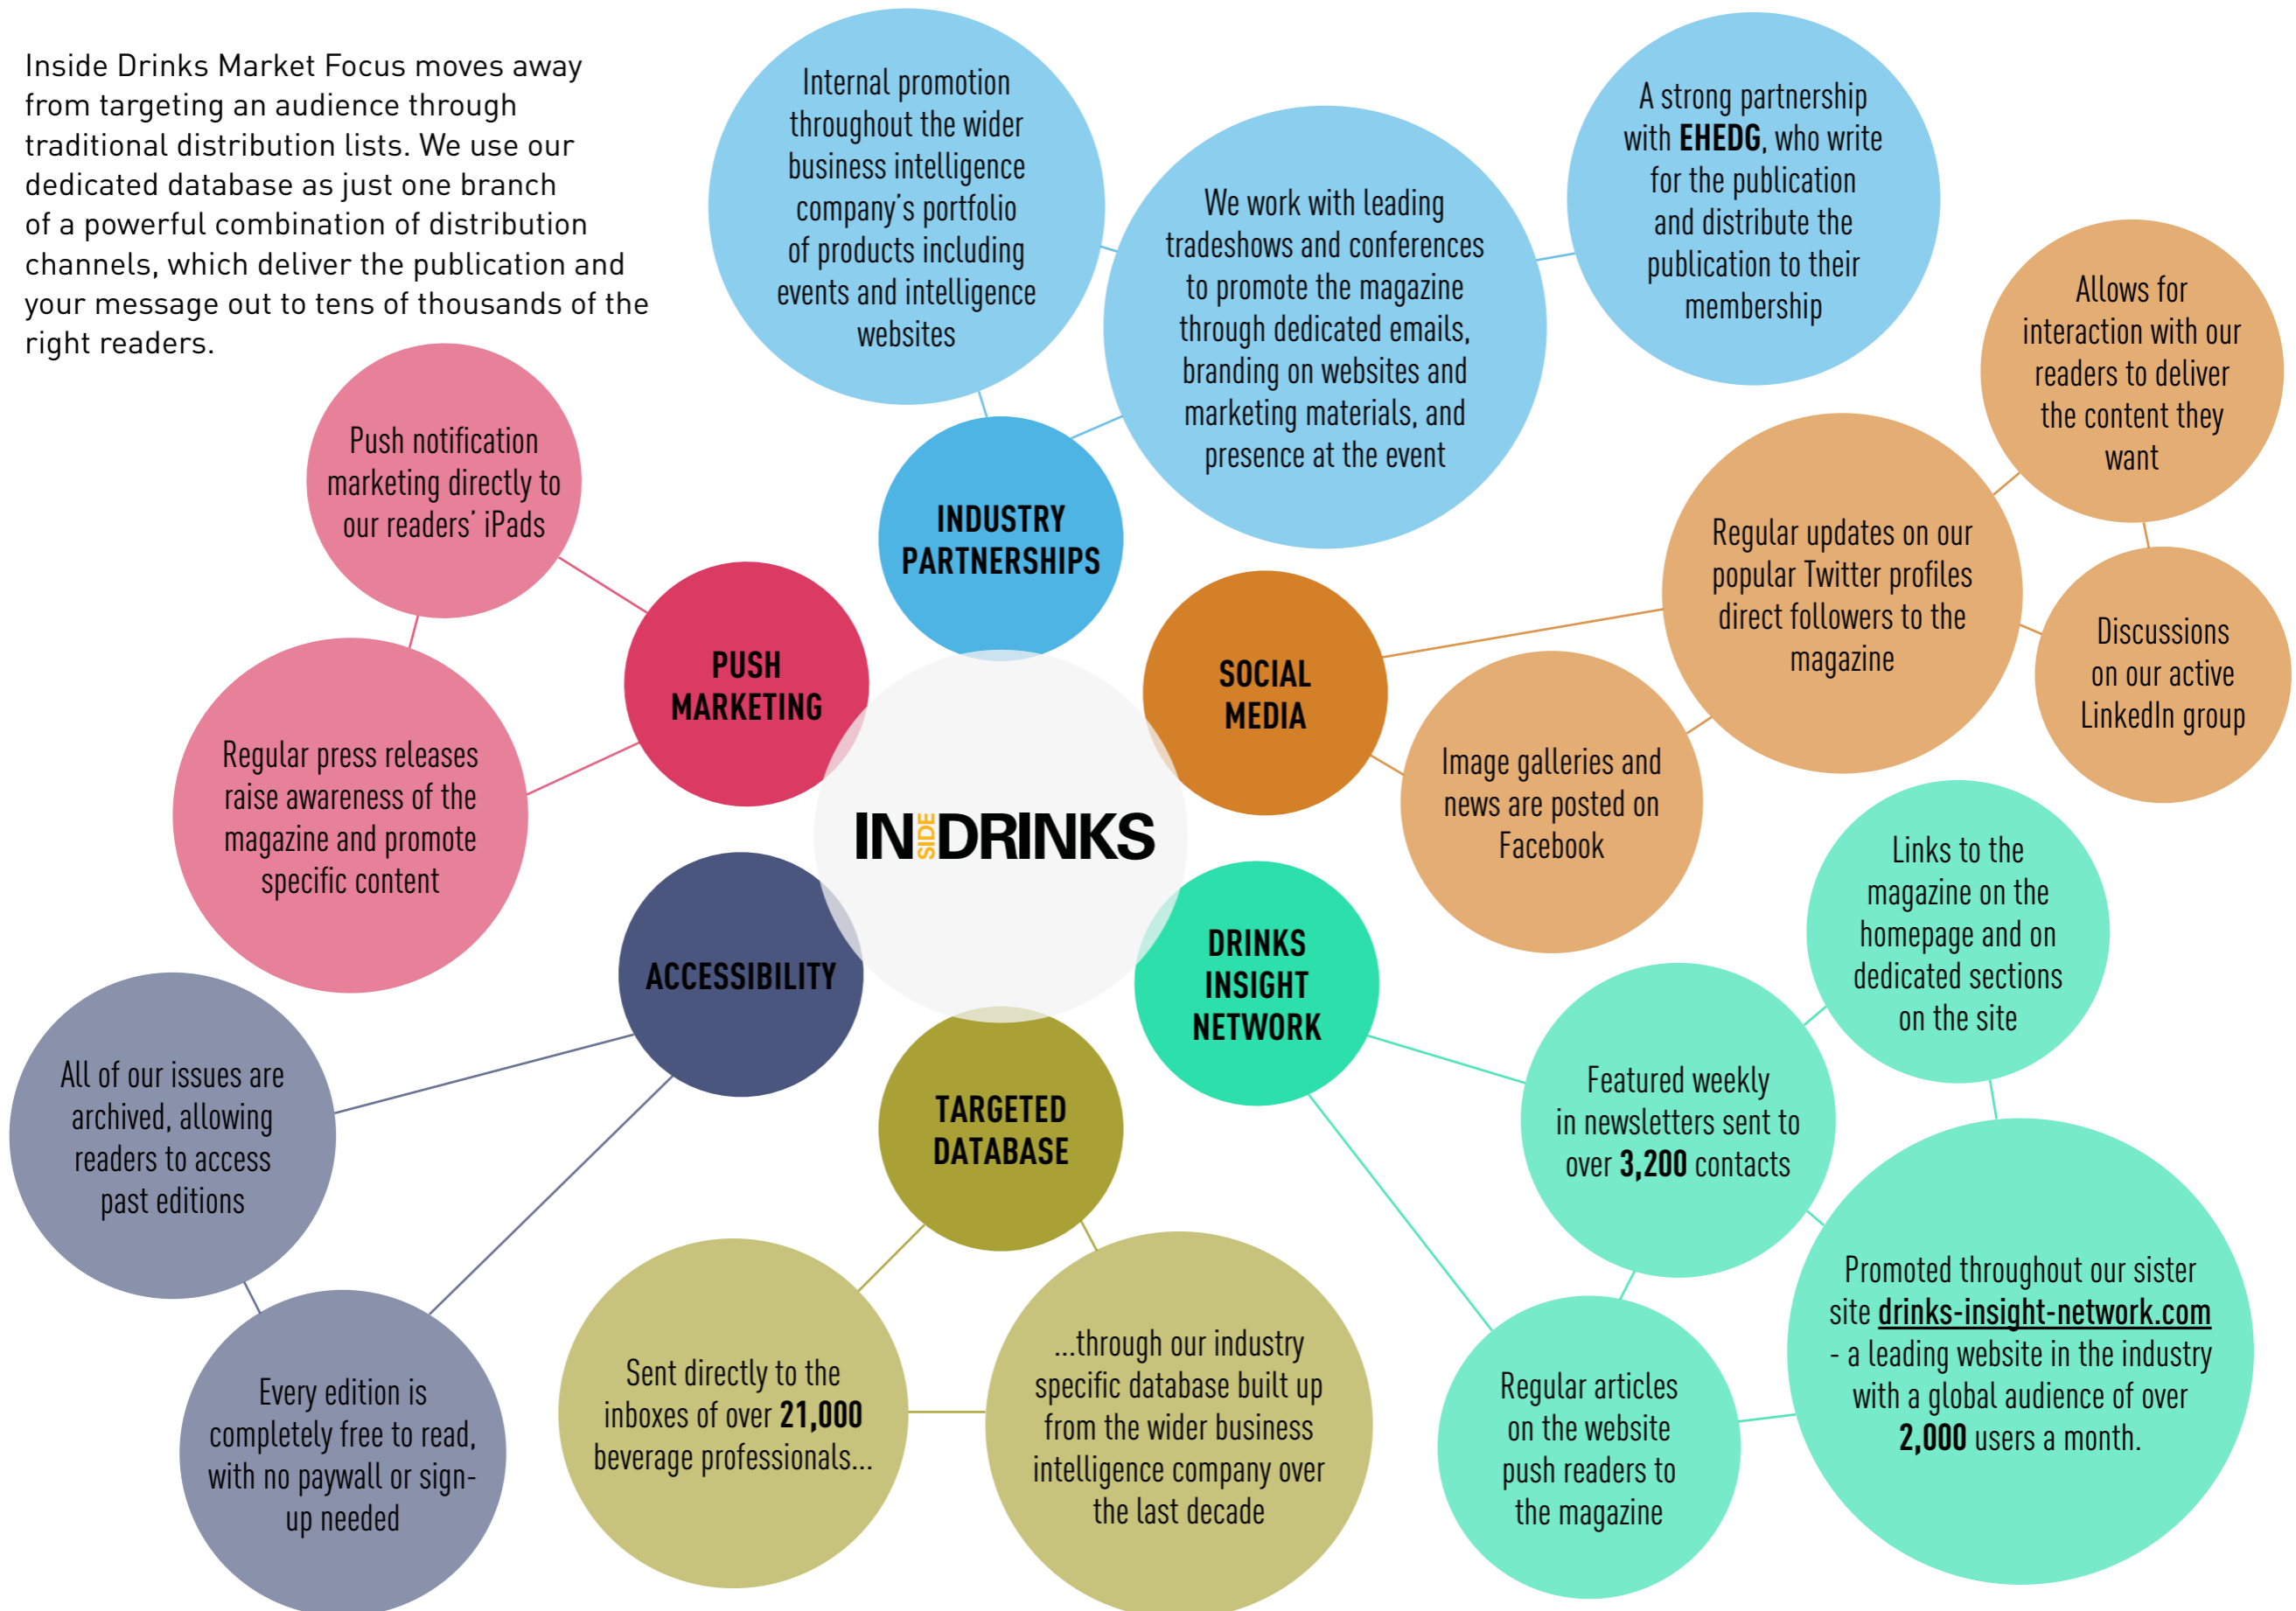 Inside Drinks Market Focus moves away
from targeting an audience through
traditional distribution lists. We use our
dedicated database as just one branch
of a powerful combination of distribution
channels, which deliver the publication and
your message out to tens of thousands of the
right readers.
Internal promotion
throughout the wider
business intelligence
company's portfolio
of products including
events and intelligence
websites
We work with leading
tradeshows and conferences
to promote the magazine
through dedicated emails,
branding on websites and
marketing materials, and
presence at the event
A strong partnership
with EHEDG, who write
for the publication
and distribute the
publication to their
membership
INDUSTRY
PARTNERSHIPS
Push notification
marketing directly to
our readers' iPads
PUSH
MARKETING
Regular press releases
raise awareness of the
magazine and promote
specific content
SOCIAL
MEDIA
Regular updates on our
popular Twitter profiles
direct followers to the
magazine
Allows for
interaction with our
readers to deliver
the content they
want
Discussions
on our active
LinkedIn group
Image galleries and
news are posted on
Facebook
INSIDE DRINKS
ACCESSIBILITY
All of our issues are
archived, allowing
readers to access
past editions
Every edition is
completely free to read,
with no paywall or sign-
up needed
TARGETED
DATABASE
Sent directly to the
inboxes of over 21,000
beverage professionals...
...through our industry
specific database built up
from the wider business
intelligence company over
the last decade
DRINKS
INSIGHT
NETWORK
Links to the
magazine on the
homepage and on
dedicated sections
on the site
Featured weekly
in newsletters sent to
over 3,200 contacts
Promoted throughout our sister
site drinks-insight-network.com
- a leading website in the industry
with a global audience of over
2,000 users a month.
Regular articles
on the website
push readers to
the magazine